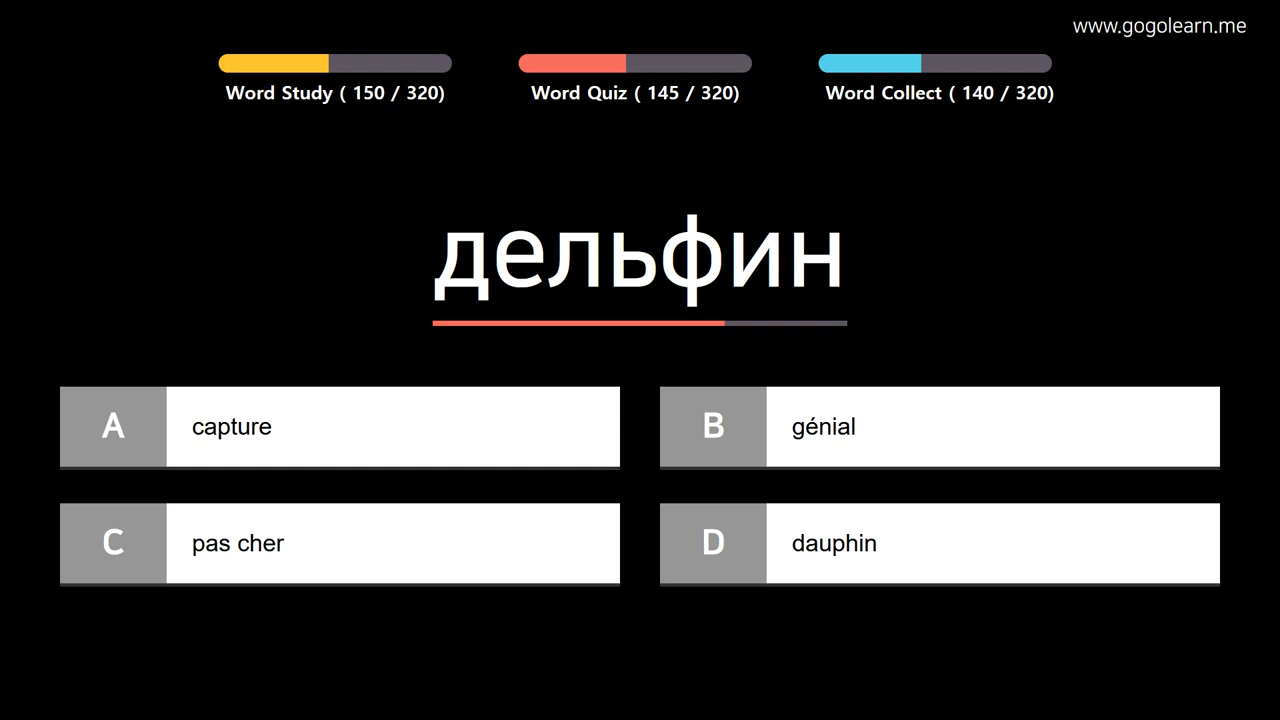 www.gogolearn.me
Word Study ( 150 / 320)
Word Quiz ( 145 / 320)
Word Collect ( 140 / 320)
дельфин
A capture
B génial
C pas cher
D dauphin